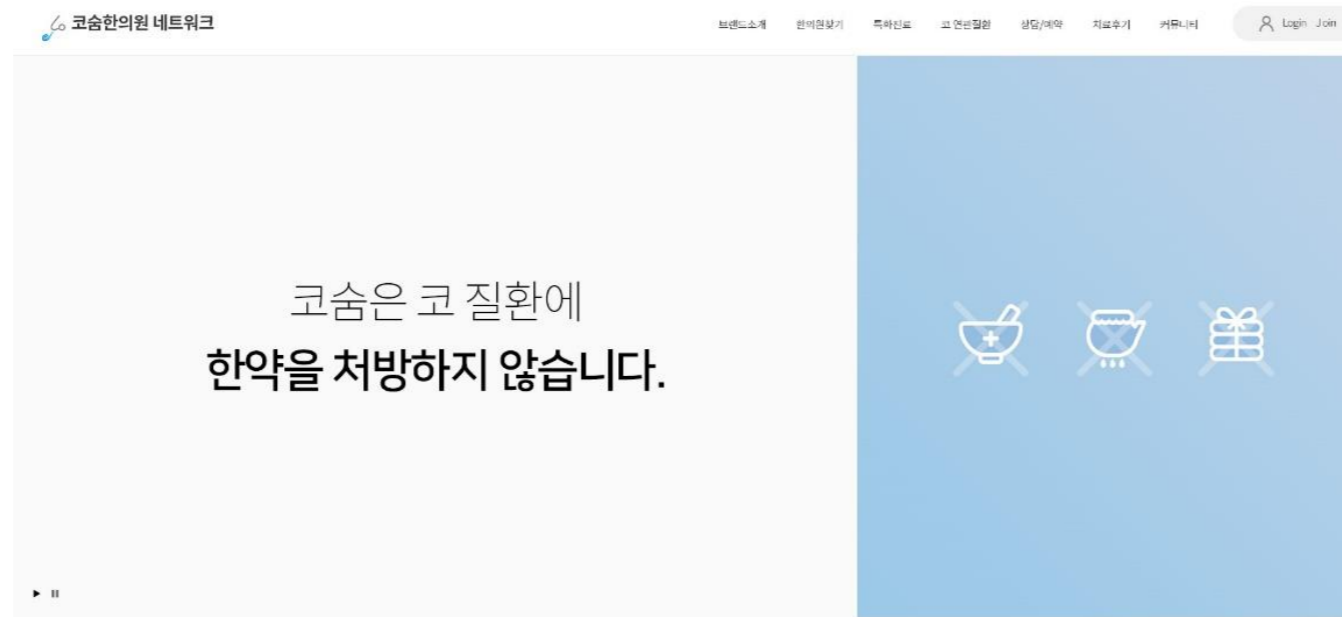 코숨한의원 네트워크
브랜드소개 한의원찾기 특화진료 코 연관질환 상담/예약 치료후기 커뮤니티 Login Join
코숨은 코 질환에
한약을 처방하지 않습니다.